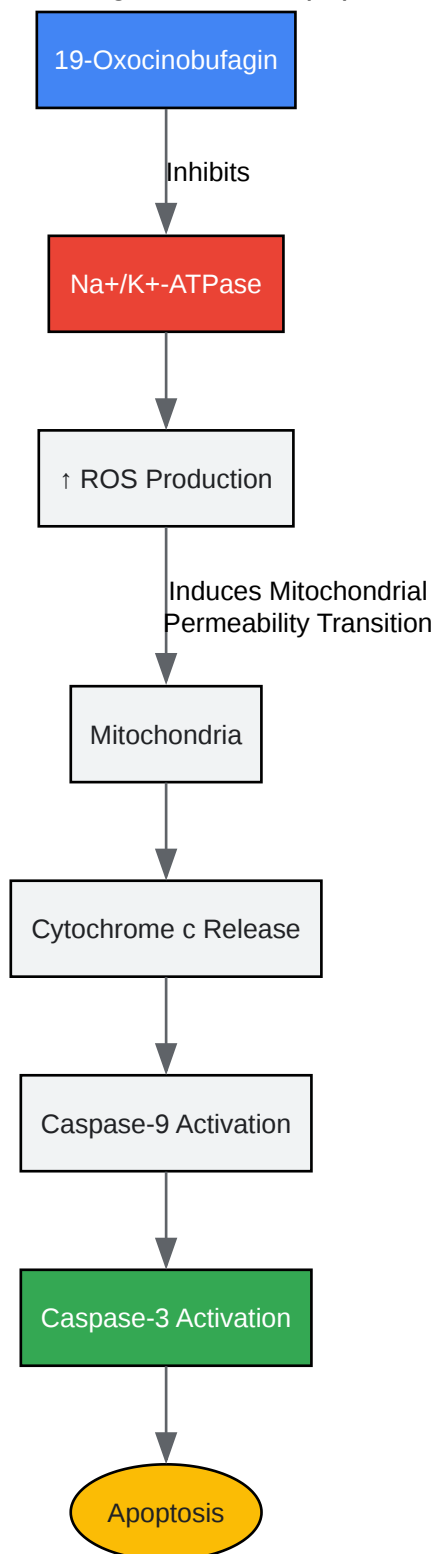 19-Oxocinobufagin
Inhibits
Na+/K+-ATPase
↑ ROS Production
Induces Mitochondrial
Permeability Transition
Mitochondria
Cytochrome c Release
Caspase-9 Activation
Caspase-3 Activation
Apoptosis